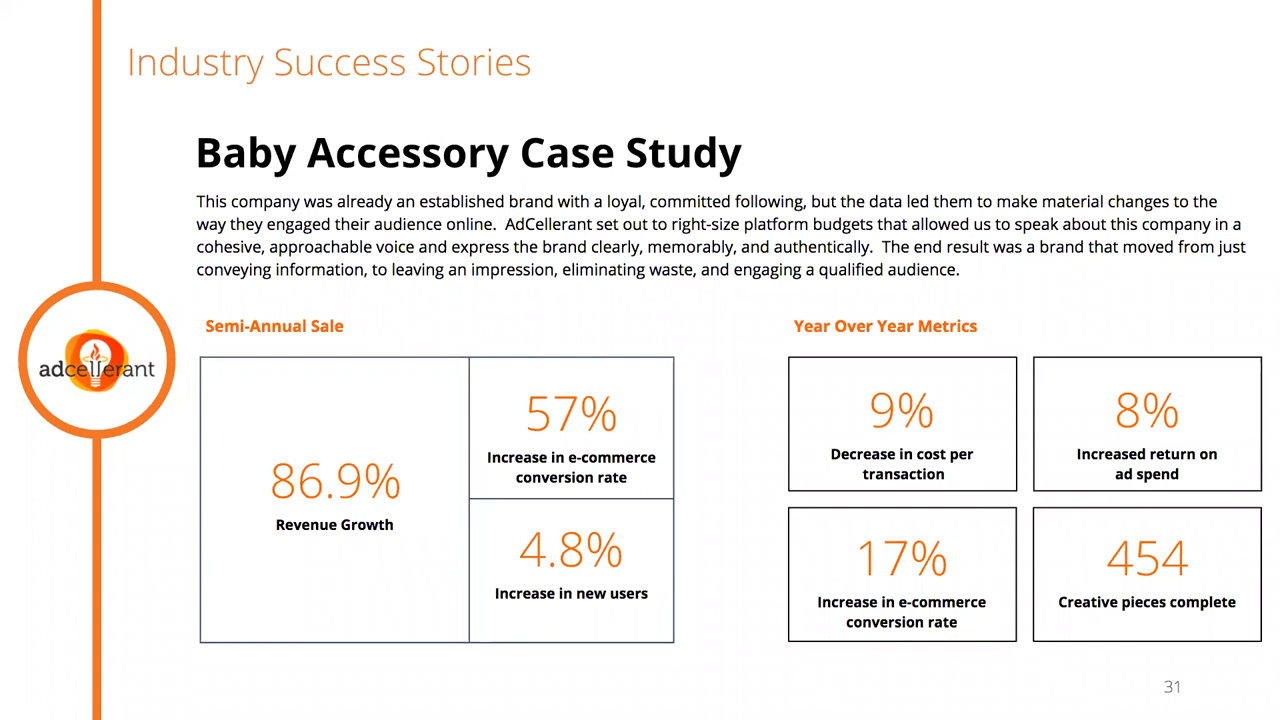 Industry Success Stories
Baby Accessory Case Study
This company was already an established brand with a loyal, committed following, but the data led them to make material changes to the
way they engaged their audience online.  AdCellerant set out to right-size platform budgets that allowed us to speak about this company in a
cohesive, approachable voice and express the brand clearly, memorably, and authentically.  The end result was a brand that moved from just
conveying information, to leaving an impression, eliminating waste, and engaging a qualified audience.
adcellerant
Semi-Annual Sale
86.9%
Revenue Growth
57%
Increase in e-commerce
conversion rate
4.8%
Increase in new users
Year Over Year Metrics
9%
Decrease in cost per
transaction
8%
Increased return on
ad spend
17%
Increase in e-commerce
conversion rate
454
Creative pieces complete
31